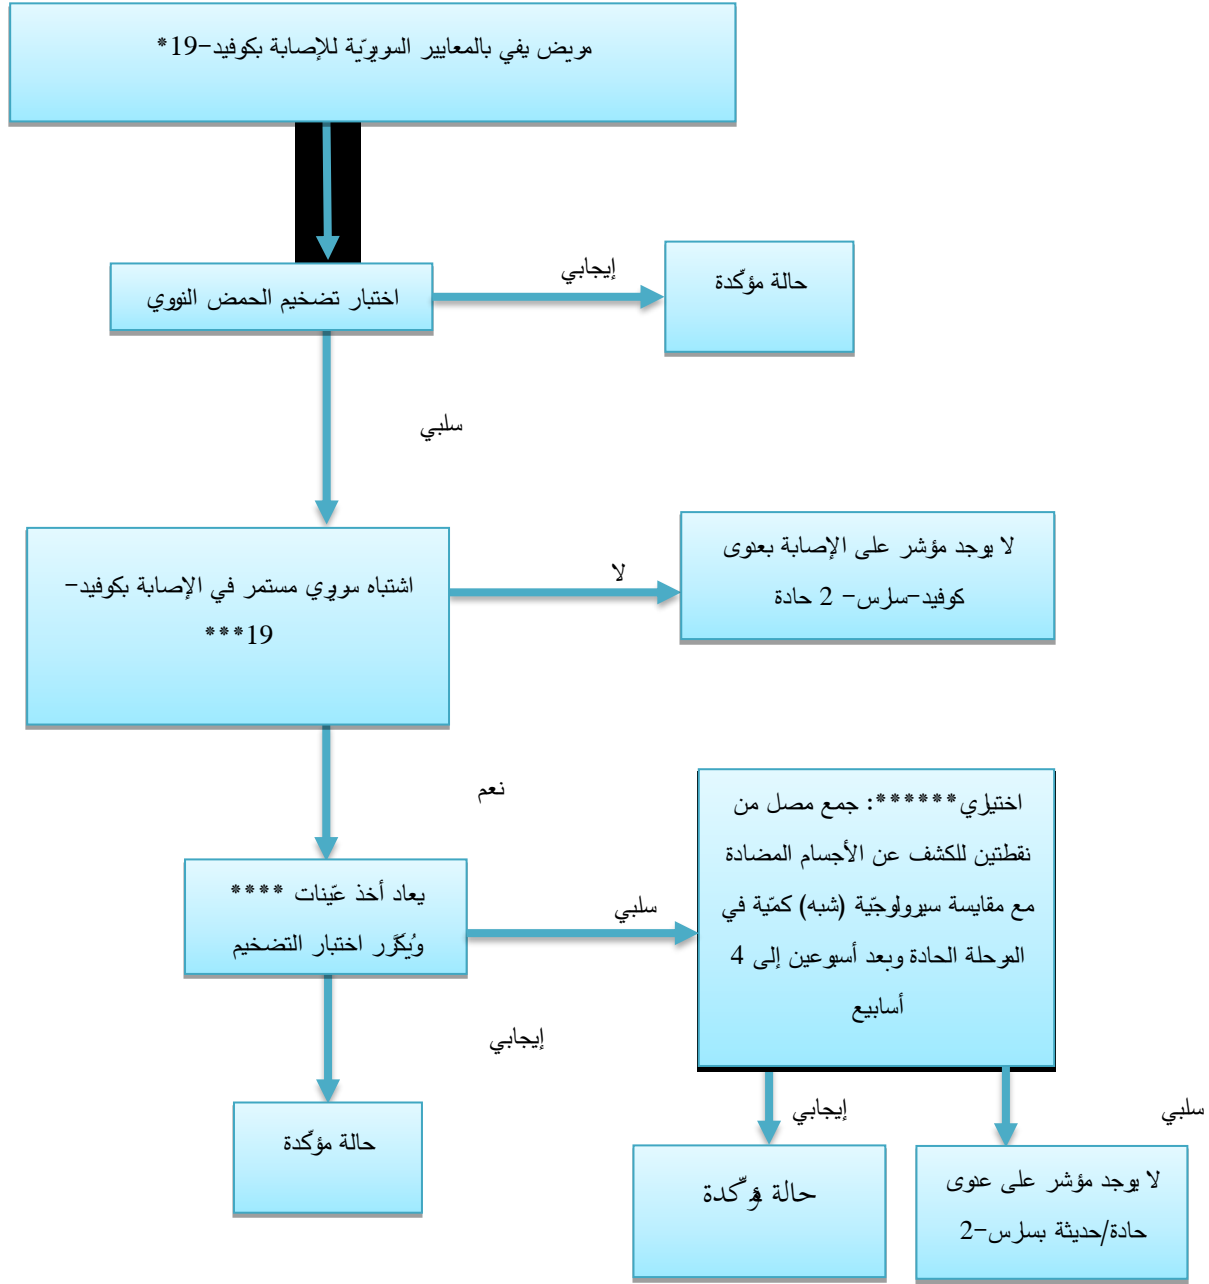 مريض يفي بالمعايير السريريّة للإصابة بكوفيد-19*
اختبار تضخيم الحمض النووي
إيجابي
حالة مؤكّدة
سلبي
اشتباه سريري مستمر في الإصابة بكوفيد-
19***
لا
لا يوجد مؤشر على الإصابة بعدوى
كوفيد-سارس- 2 حادة
نعم
يعاد أخذ عيّنات ****
ويُكرَّر اختبار التضخيم
سلبي
اختياري******: جمع مصل من
نقطتين للكشف عن الأجسام المضادة
مع مقايسة سيرولوجيّة (شبه) كميّة في
المرحلة الحادة وبعد أسبوعين إلى 4
أسابيع
إيجابي
حالة مؤكّدة
إيجابي
حالة مؤكّدة
سلبي
لا يوجد مؤشر على عدوى
حادة/حديثة بسارس-2